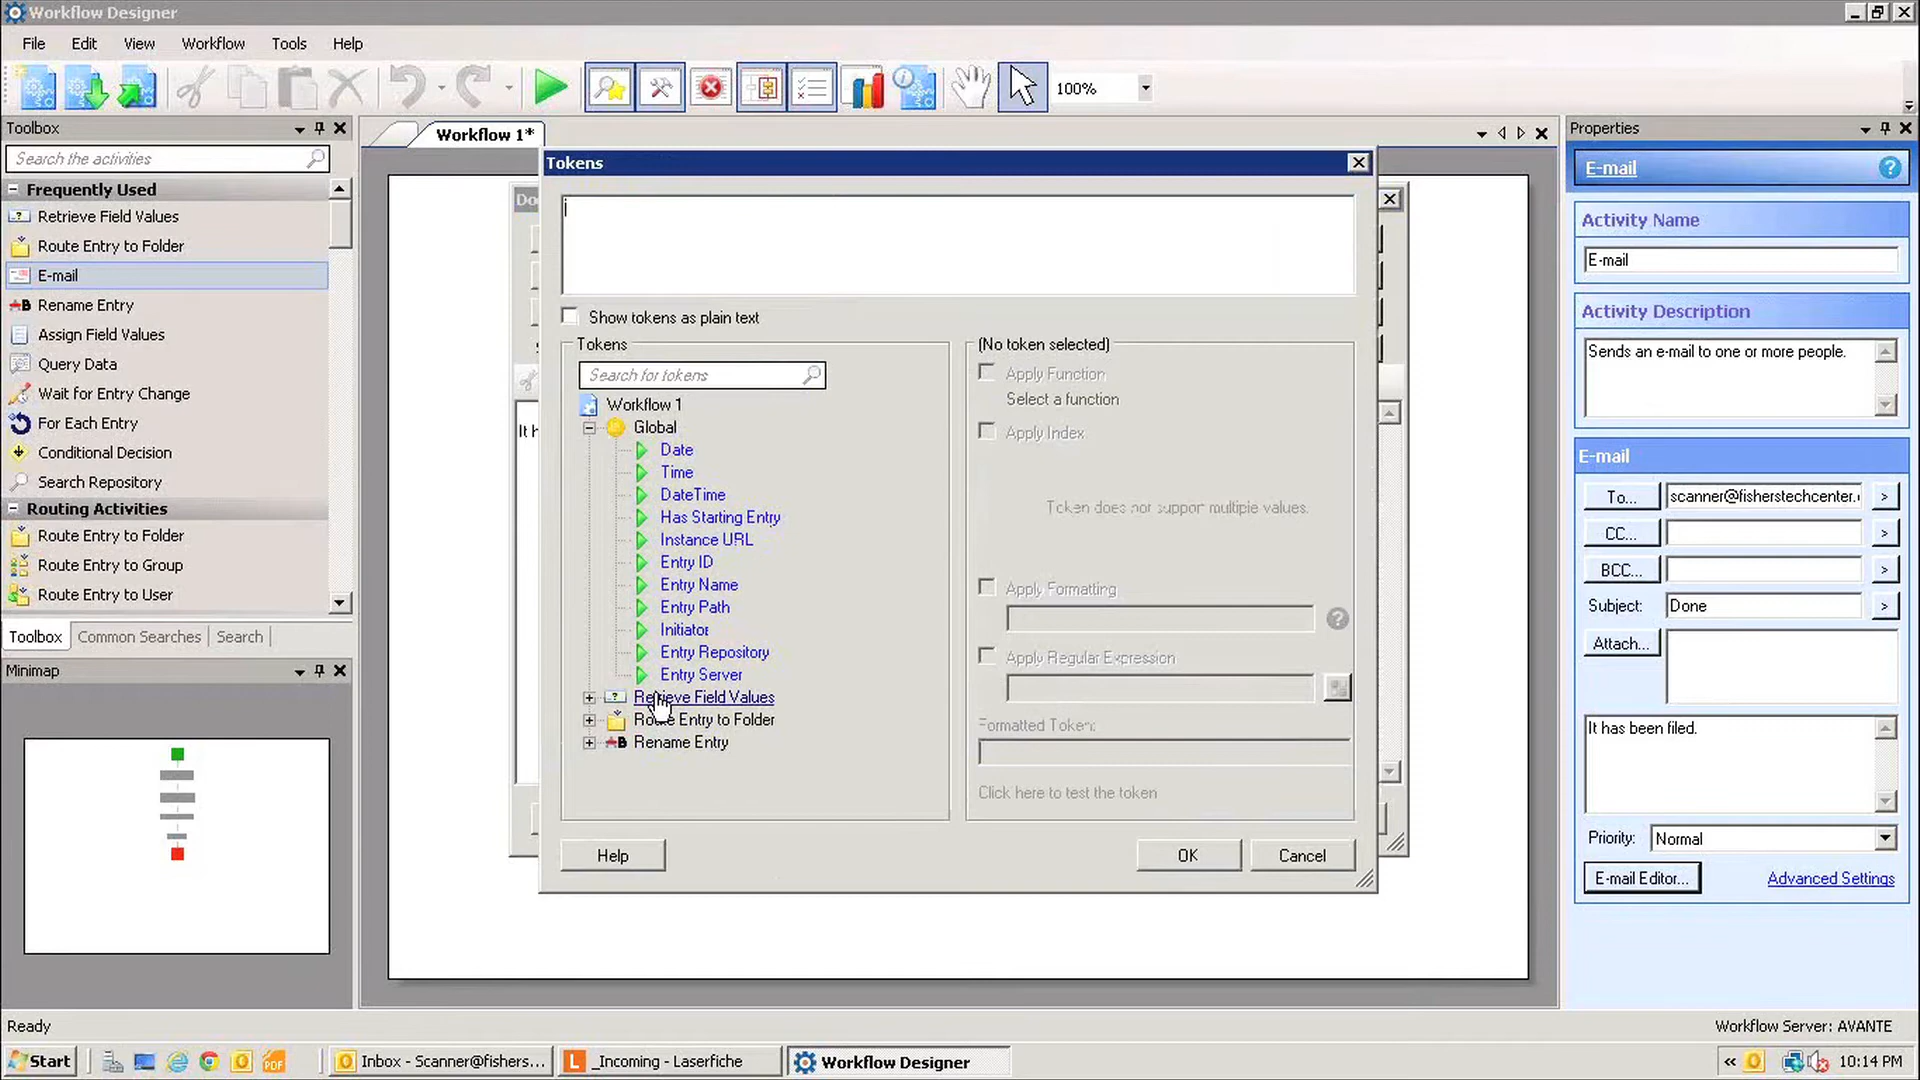 Workflow Designer
File Edit View Workflow Tools Help
100%
Toolbox
Search the activities
Frequently Used
Retrieve Field Values
Route Entry to Folder
E-mail
Rename Entry
Assign Field Values
Query Data
Wait for Entry Change
For Each Entry
Conditional Decision
Search Repository
Routing Activities
Route Entry to Folder
Route Entry to Group
Route Entry to User
Toolbox Common Searches Search
Minimap
Workflow 1*
It h
Tokens
Show tokens as plain text
Tokens
Search for tokens
Workflow 1
Global
Date
Time
DateTime
Has Starting Entry
Instance URL
Entry ID
Entry Name
Entry Path
Initiator
Entry Repository
Entry Server
Retrieve Field Values
Route Entry to Folder
Rename Entry
(No token selected)
Apply Function
Select a function
Apply Index
Token does not support multiple values.
Apply Formatting
Apply Regular Expression
Formatted Token:
Click here to test the token
Help OK Cancel
Properties
E-mail
Activity Name
E-mail
Activity Description
Sends an e-mail to one or more people.
E-mail
To... scanner@fisherstechcenter. >
CC... >
BCC... >
Subject: Done >
Attach...
It has been filed.
Priority: Normal
E-mail Editor... Advanced Settings
Ready Workflow Server: AVANTE
Start Inbox - Scanner@fishers... _Incoming - Laserfiche Workflow Designer « 10:14 PM